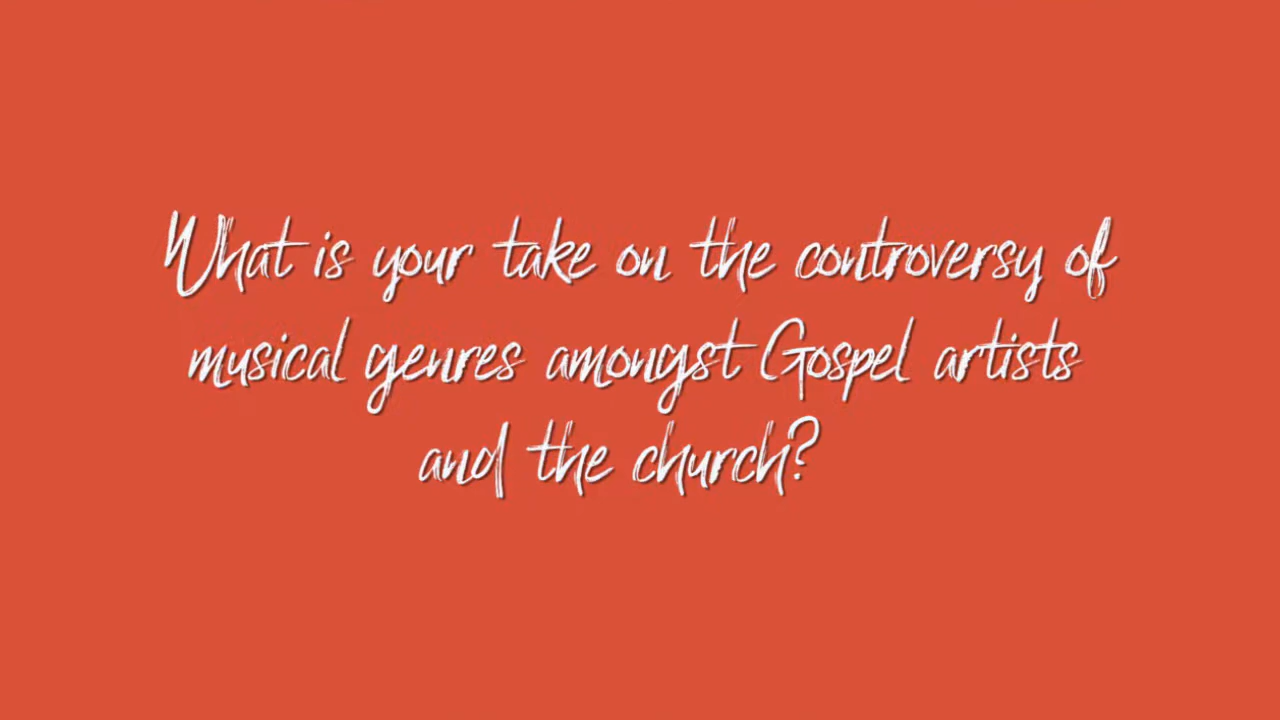 What is your take on the controversy of
musical genres amongst Gospel artists
and the church?